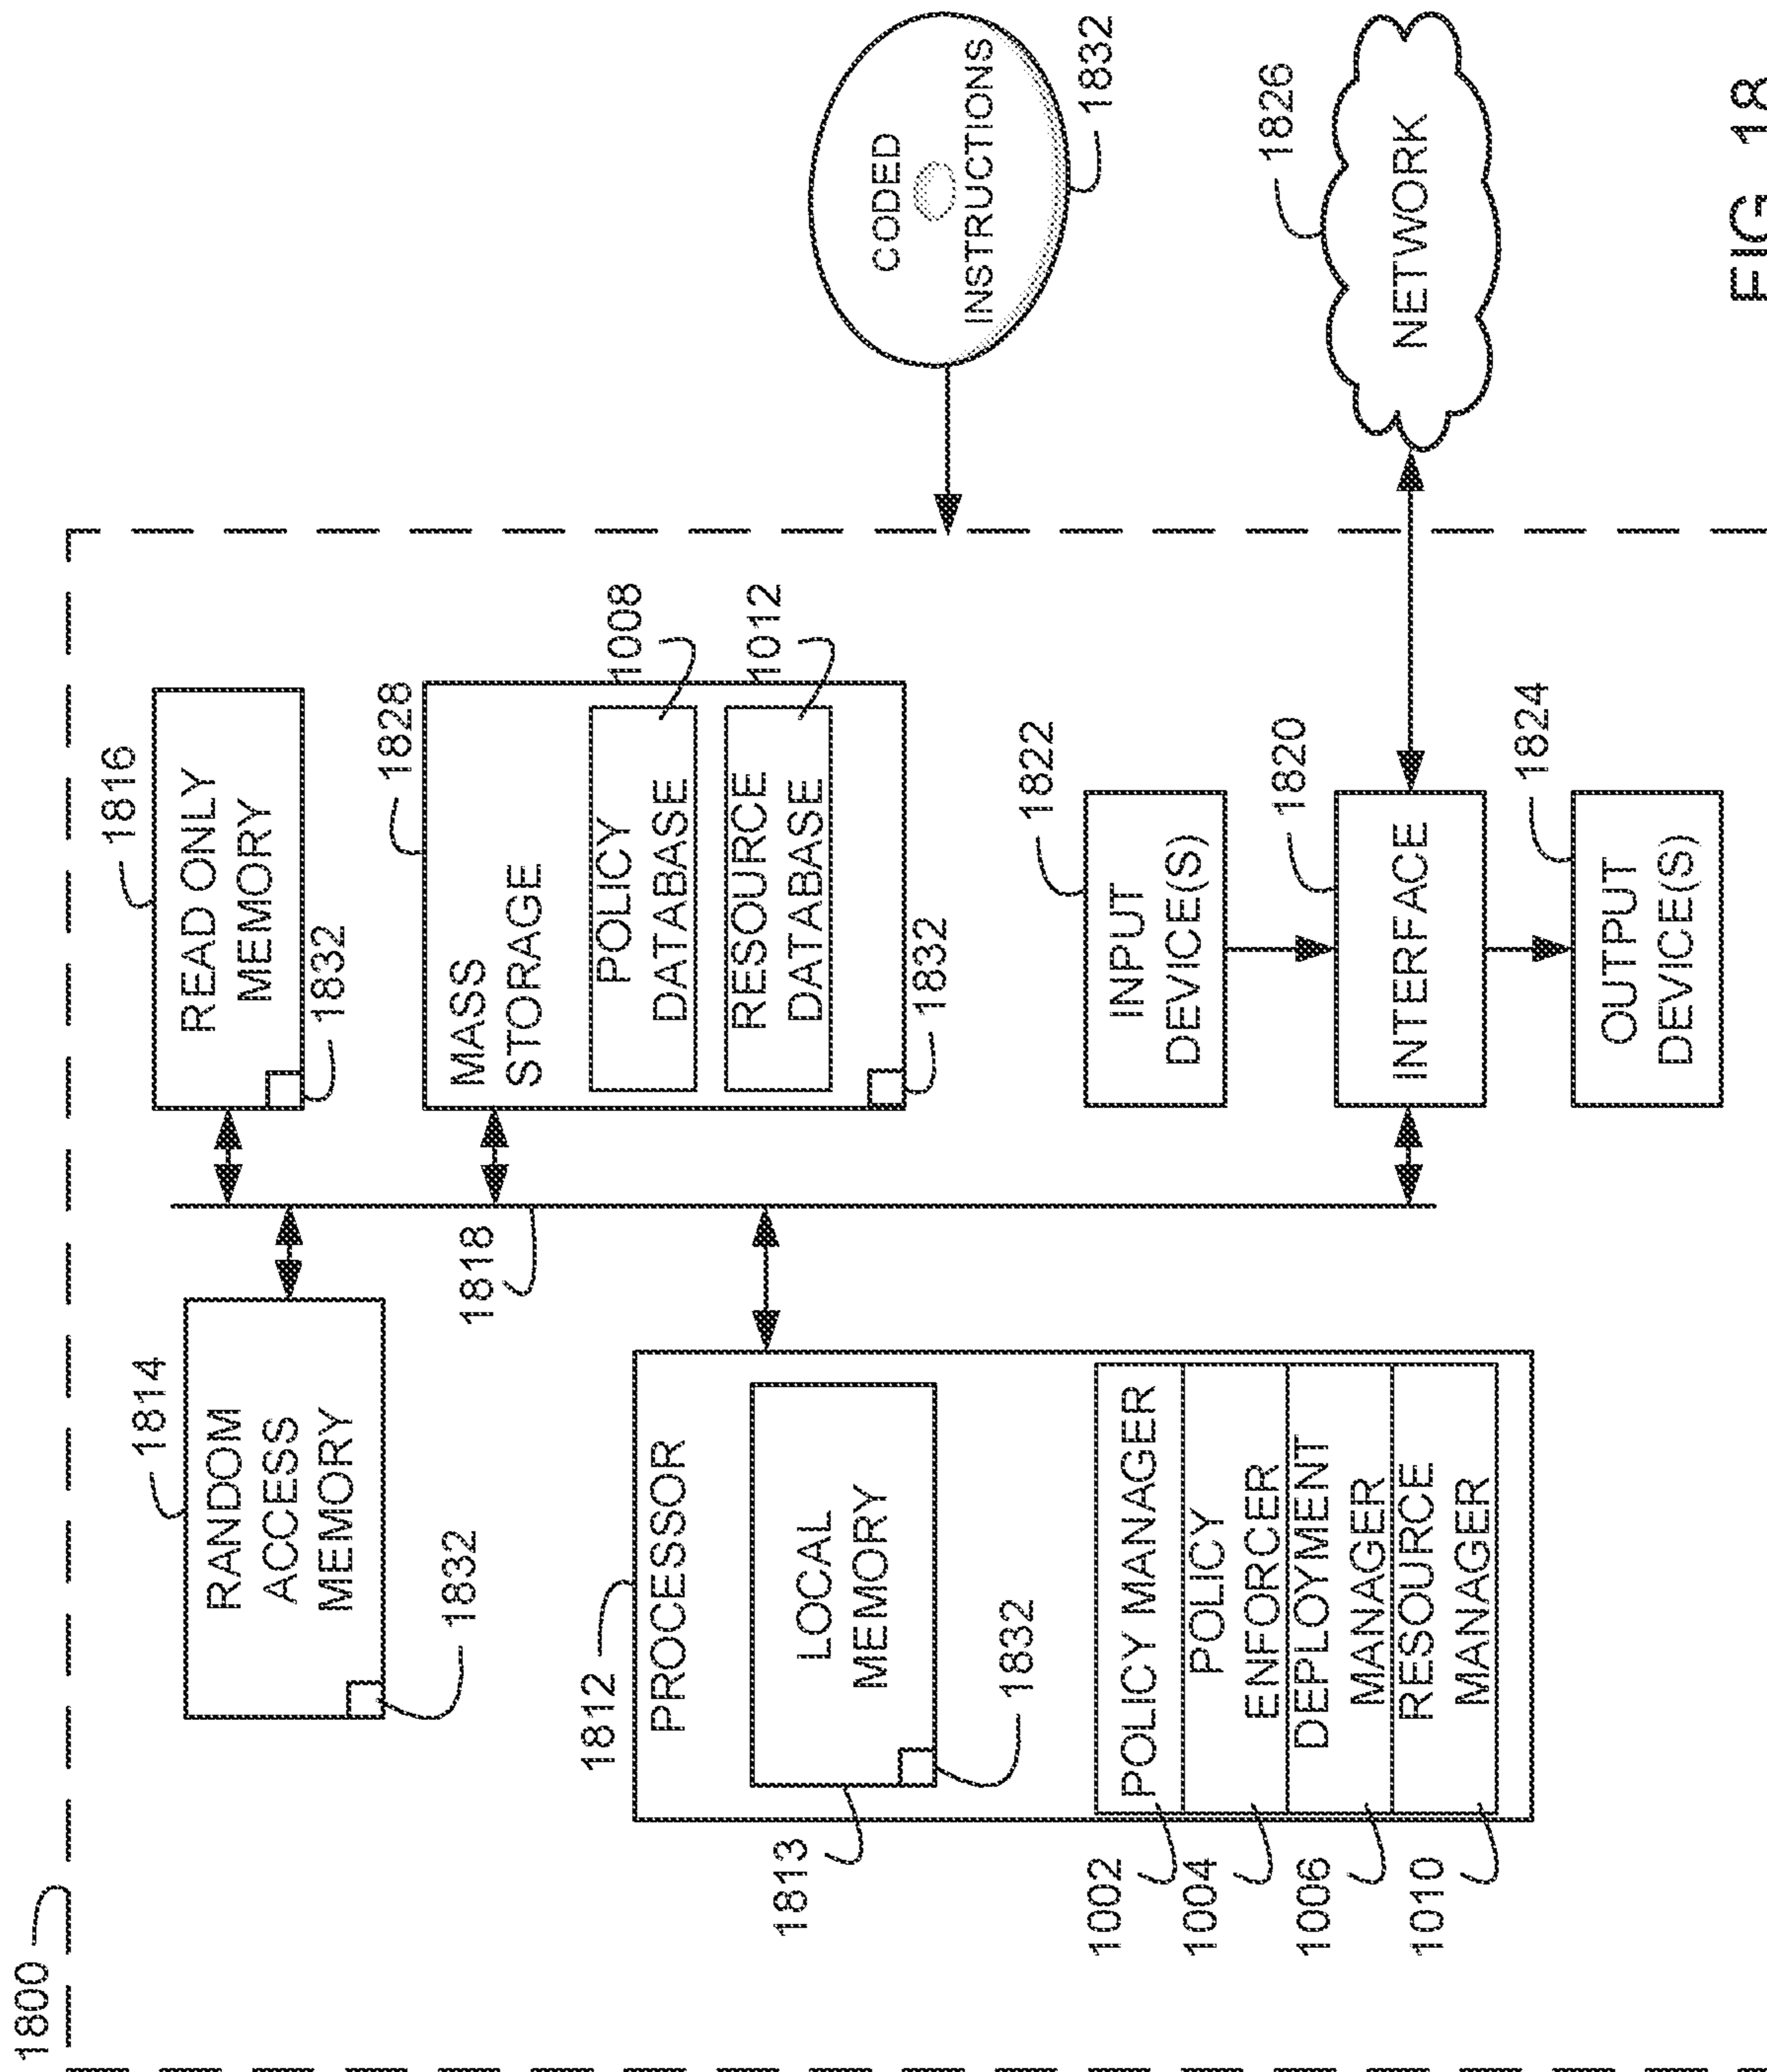 1800
1814
RANDOM
ACCESS
MEMORY
1832
1816
READ ONLY
MEMORY
1832
1818
1828
MASS
STORAGE
POLICY
DATABASE
1008
RESOURCE
DATABASE
1012
1832
1812
PROCESSOR
LOCAL
MEMORY
1813
1832
1002
POLICY MANAGER
1004
POLICY
ENFORCER
1006
DEPLOYMENT
MANAGER
1010
RESOURCE
MANAGER
1822
INPUT
DEVICE(S)
1820
INTERFACE
1824
OUTPUT
DEVICE(S)
CODED
INSTRUCTIONS
1832
1826
NETWORK
FIG. 18